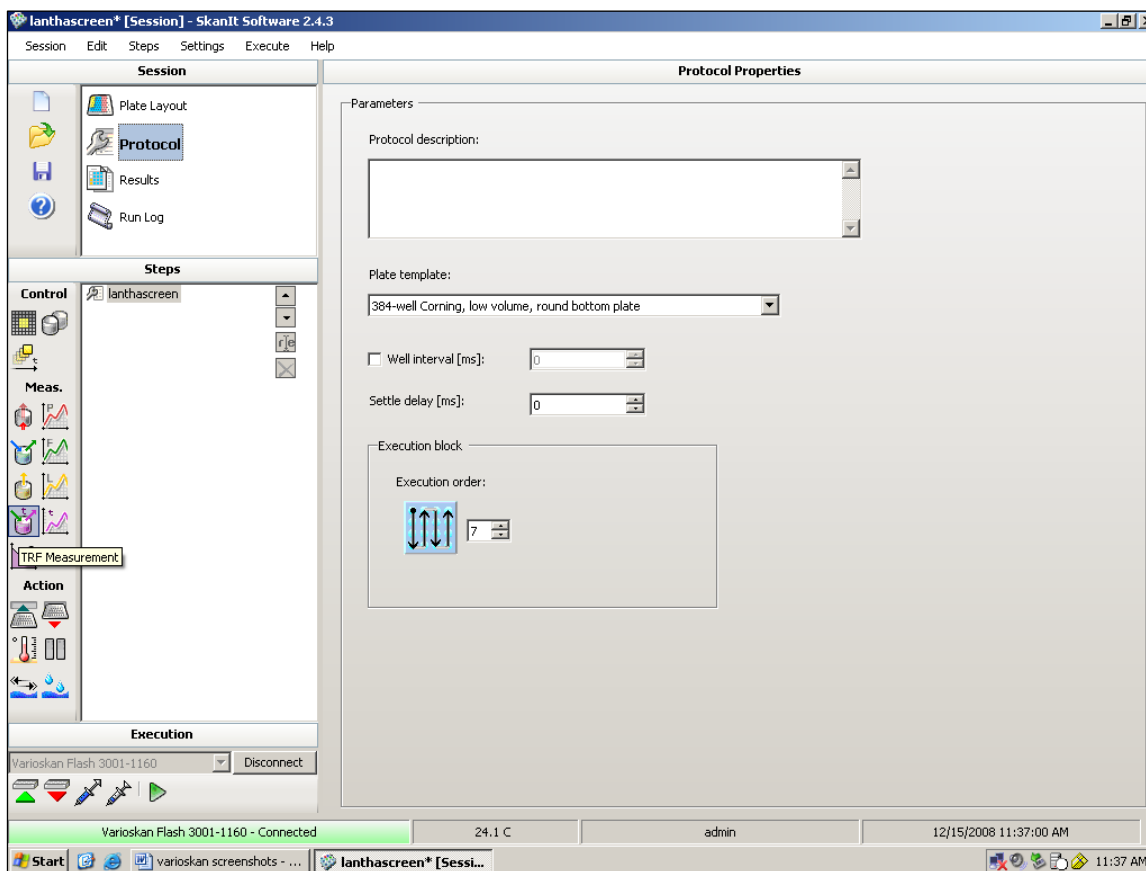 lanthascreen* [Session] - SkanIt Software 2.4.3
Session Edit Steps Settings Execute Help
Session
Protocol Properties
Plate Layout
Protocol
Results
Run Log
Parameters
Protocol description:
Steps
Plate template:
Control
lanthascreen
384-well Corning, low volume, round bottom plate
Well interval [ms]:
0
Meas.
Settle delay [ms]:
0
Execution block
Execution order:
7
TRF Measurement
Action
Execution
Varioskan Flash 3001-1160
Disconnect
Varioskan Flash 3001-1160 - Connected
24.1 C
admin
12/15/2008 11:37:00 AM
Start
varioskan screenshots - ...
lanthascreen* [Sessi...
11:37 AM